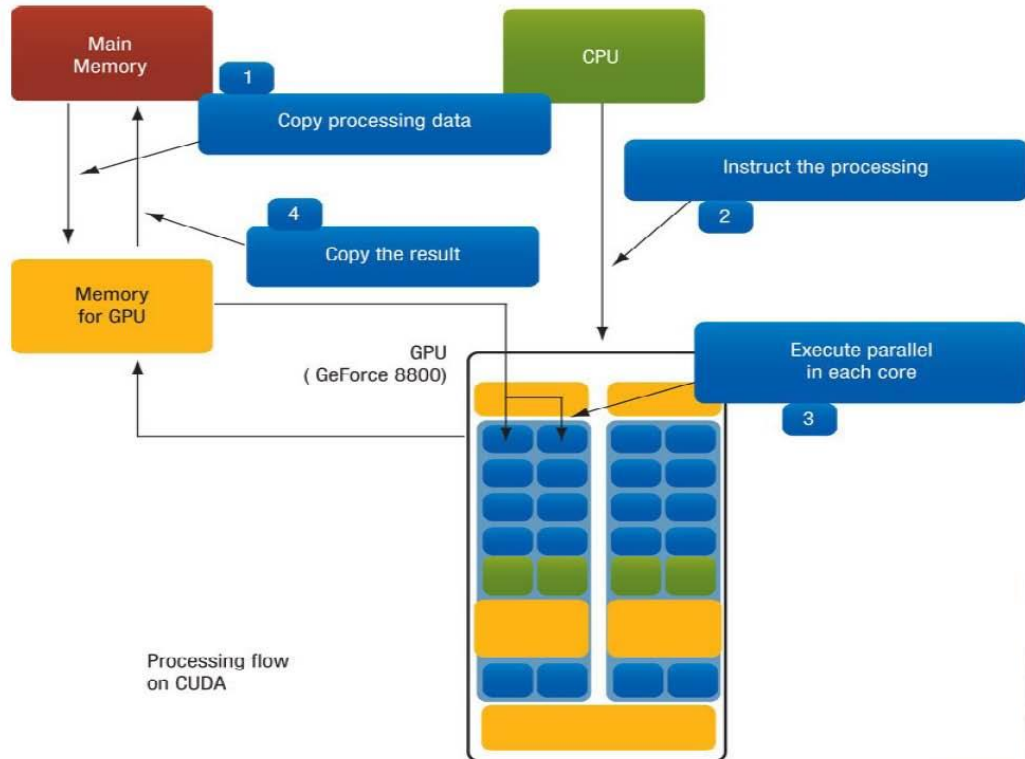 Main
Memory
CPU
1
Copy processing data
Instruct the processing
2
4
Copy the result
Memory
for GPU
GPU
( GeForce 8800)
Execute parallel
in each core
3
Processing flow
on CUDA